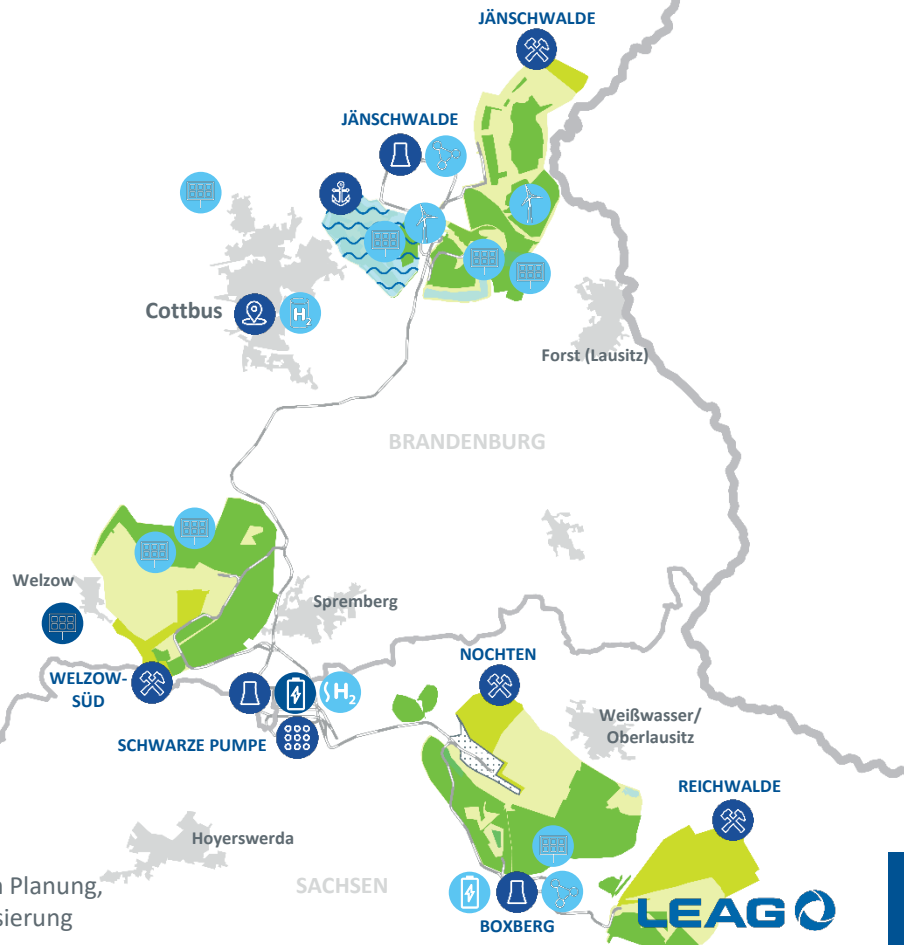 JÄNSCHWALDE
JÄNSCHWALDE
Cottbus
H₂
Forst (Lausitz)
BRANDENBURG
Welzow
Spremberg
WELZOW-
SÜD
H₂
NOCHTEN
SCHWARZE PUMPE
Weißwasser/
Oberlausitz
REICHWALDE
Hoyerswerda
SACHSEN
Planung,
sierung
BOXBERG
LEAG